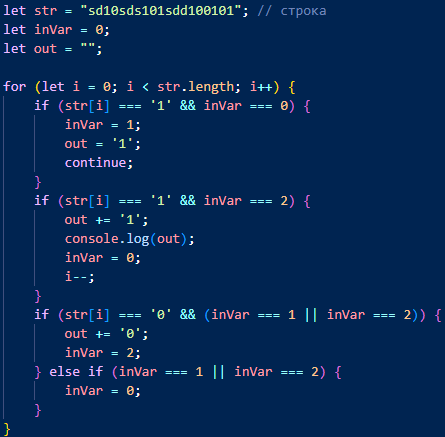 let str = "sd10sds101sdd100101"; // строка
let inVar = 0;
let out = "";

for (let i = 0; i < str.length; i++) {
    if (str[i] === '1' && inVar === 0) {
        inVar = 1;
        out = '1';
        continue;
    }
    if (str[i] === '1' && inVar === 2) {
        out += '1';
        console.log(out);
        inVar = 0;
        i--;
    }
    if (str[i] === '0' && (inVar === 1 || inVar === 2)) {
        out += '0';
        inVar = 2;
    } else if (inVar === 1 || inVar === 2) {
        inVar = 0;
    }
}